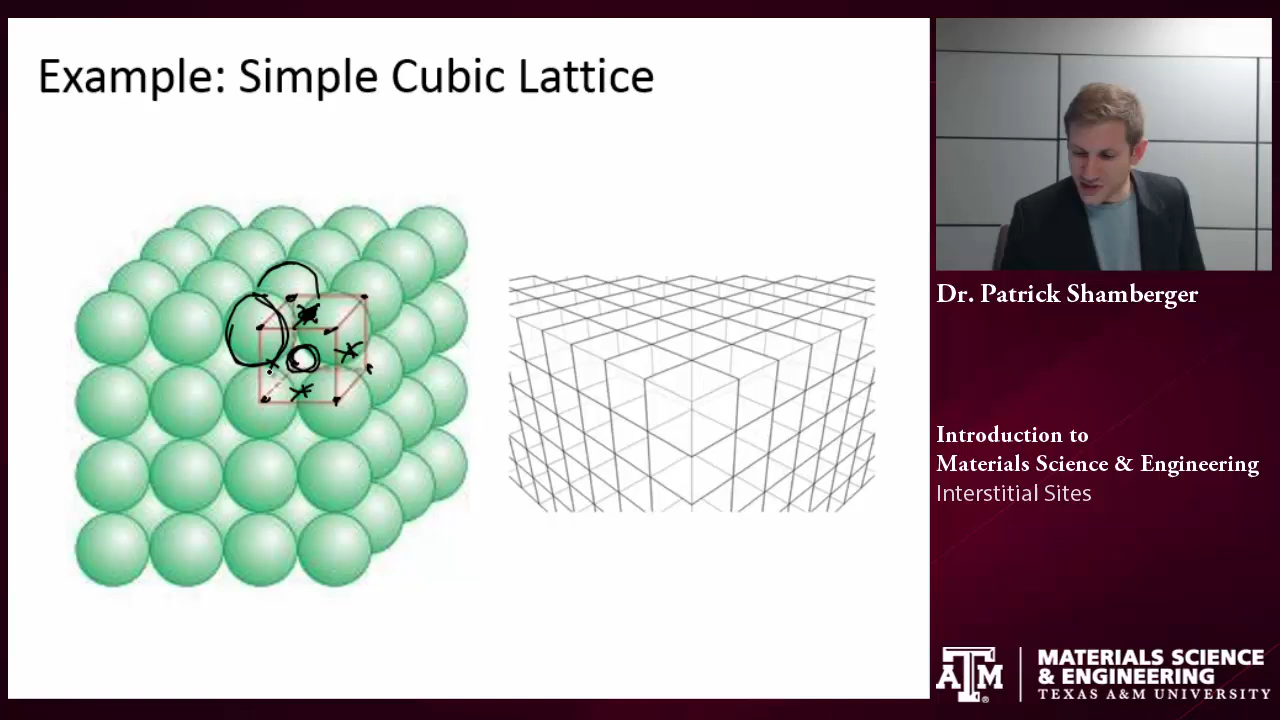 Example: Simple Cubic Lattice
Dr. Patrick Shamberger
Introduction to
Materials Science & Engineering
Interstitial Sites
ATM
®
MATERIALS SCIENCE
& ENGINEERING
TEXAS A&M UNIVERSITY